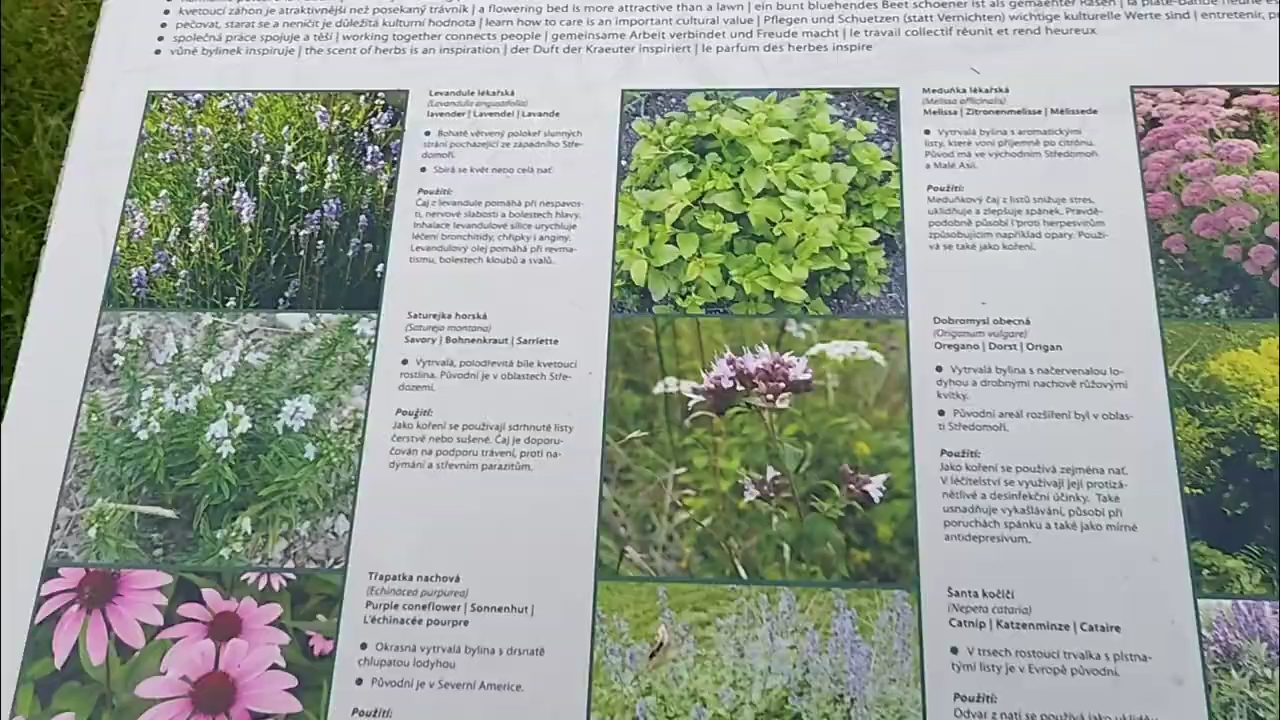 kvetoucí záhon je atraktivnější než posekaný trávník | a flowering bed is more attractive than a lawn | ein bunt bluehendes Beet schoener ist als gemaehter Rasen | la plate-bande fleurie es
pečovat, starat se a neničit je důležitá kulturní hodnota | learn how to care is an important cultural value | Pflegen und Schuetzen (statt Vernichten) wichtige kulturelle Werte sind | entretenir, p
společná práce spojuje a těší | working together connects people | gemeinsame Arbeit verbindet und Freude macht | le travail collectif réunit et rend heureux
vůně bylinek inspiruje | the scent of herbs is an inspiration | der Duft der Kraeuter inspiriert | le parfum des herbes inspire
Levandule lékařská
(Lavandula angustifolia)
lavender | Lavendel | Lavande
• Bohatě větvený polokeř slunných
strání pocházející ze západního Stře-
domoří.
• Sbírá se květ nebo celá nať.
Použití:
Čaj z levandule pomáhá při nespavos-
ti, nervové slabosti a bolestech hlavy.
Inhalace levandulové silice urychluje
léčení bronchitidy, chřipky i anginy.
Levandulový olej pomáhá při revma-
tismu, bolestech kloubů a svalů.
Saturejka horská
(Satureja montana)
Savory | Bohnenkraut | Sarriette
• Vytrvalá, polodřevitá bíle kvetoucí
rostlina. Původní je v oblastech Stře-
dozemí.
Použití:
Jako koření se používají sdrhnuté listy
čerstvé nebo sušené. Čaj je doporu-
čován na podporu trávení, proti na-
dýmání a střevním parazitům.
Třapatka nachová
(Echinacea purpurea)
Purple coneflower | Sonnenhut |
L'échinacée pourpre
• Okrasná vytrvalá bylina s drsnatě
chlupatou lodyhou
• Původní je v Severní Americe.
Použití:
Meduňka lékařská
(Melissa officinalis)
Melissa | Zitronenmelisse | Mélissede
• Vytrvalá bylina s aromatickými
listy, které voní příjemně po citrónu.
Původ má ve východním Středomoří
a Malé Asii.
Použití:
Meduňkový čaj z listů snižuje stres,
uklidňuje a zlepšuje spánek. Pravdě-
podobně působí i proti herpesvirům
způsobujícím například opary. Použí-
vá se také jako koření.
Dobromysl obecná
(Origanum vulgare)
Oregano | Dorst | Origan
• Vytrvalá bylina s načervenalou lo-
dyhou a drobnými nachově růžovými
kvítky.
• Původní areál rozšíření byl v oblas-
ti Středomoří.
Použití:
Jako koření se používá zejména nať.
V léčitelství se využívají její protizá-
nětlivé a desinfekční účinky. Také
usnadňuje vykašlávání, působí při
poruchách spánku a také jako mírné
antidepresivum.
Šanta kočičí
(Nepeta cataria)
Catnip | Katzenminze | Cataire
• V trsech rostoucí trvalka s plstna-
tými listy je v Evropě původní.
Použití:
Odvar z nati se používá jako uklidň